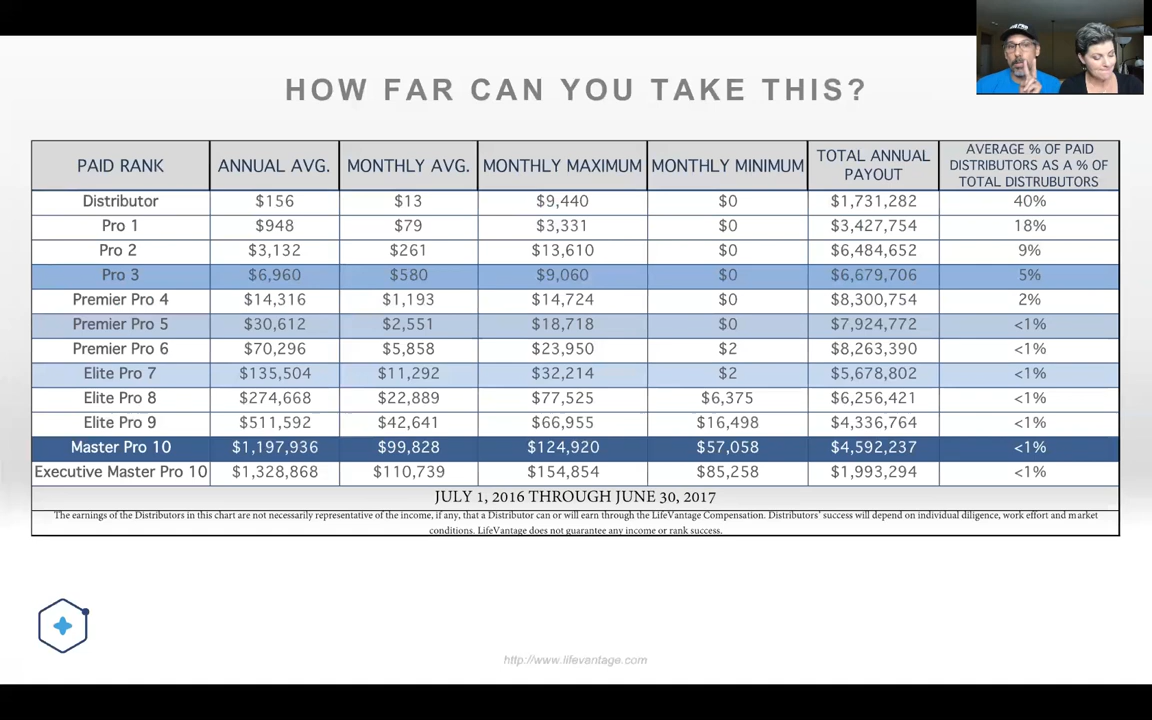 HOW FAR CAN YOU TAKE THIS?
PAID RANK ANNUAL AVG. MONTHLY AVG. MONTHLY MAXIMUM MONTHLY MINIMUM TOTAL ANNUAL PAYOUT AVERAGE % OF PAID DISTRIBUTORS AS A % OF TOTAL DISTRUBUTORS
Distributor $156 $13 $9,440 $0 $1,731,282 40%
Pro 1 $948 $79 $3,331 $0 $3,427,754 18%
Pro 2 $3,132 $261 $13,610 $0 $6,484,652 9%
Pro 3 $6,960 $580 $9,060 $0 $6,679,706 5%
Premier Pro 4 $14,316 $1,193 $14,724 $0 $8,300,754 2%
Premier Pro 5 $30,612 $2,551 $18,718 $0 $7,924,772 <1%
Premier Pro 6 $70,296 $5,858 $23,950 $2 $8,263,390 <1%
Elite Pro 7 $135,504 $11,292 $32,214 $2 $5,678,802 <1%
Elite Pro 8 $274,668 $22,889 $77,525 $6,375 $6,256,421 <1%
Elite Pro 9 $511,592 $42,641 $66,955 $16,498 $4,336,764 <1%
Master Pro 10 $1,197,936 $99,828 $124,920 $57,058 $4,592,237 <1%
Executive Master Pro 10 $1,328,868 $110,739 $154,854 $85,258 $1,993,294 <1%
JULY 1, 2016 THROUGH JUNE 30, 2017
The earnings of the Distributors in this chart are not necessarily representative of the income, if any, that a Distributor can or will earn through the LifeVantage Compensation. Distributors' success will depend on individual diligence, work effort and market
conditions. LifeVantage does not guarantee any income or rank success.
http://www.lifevantage.com